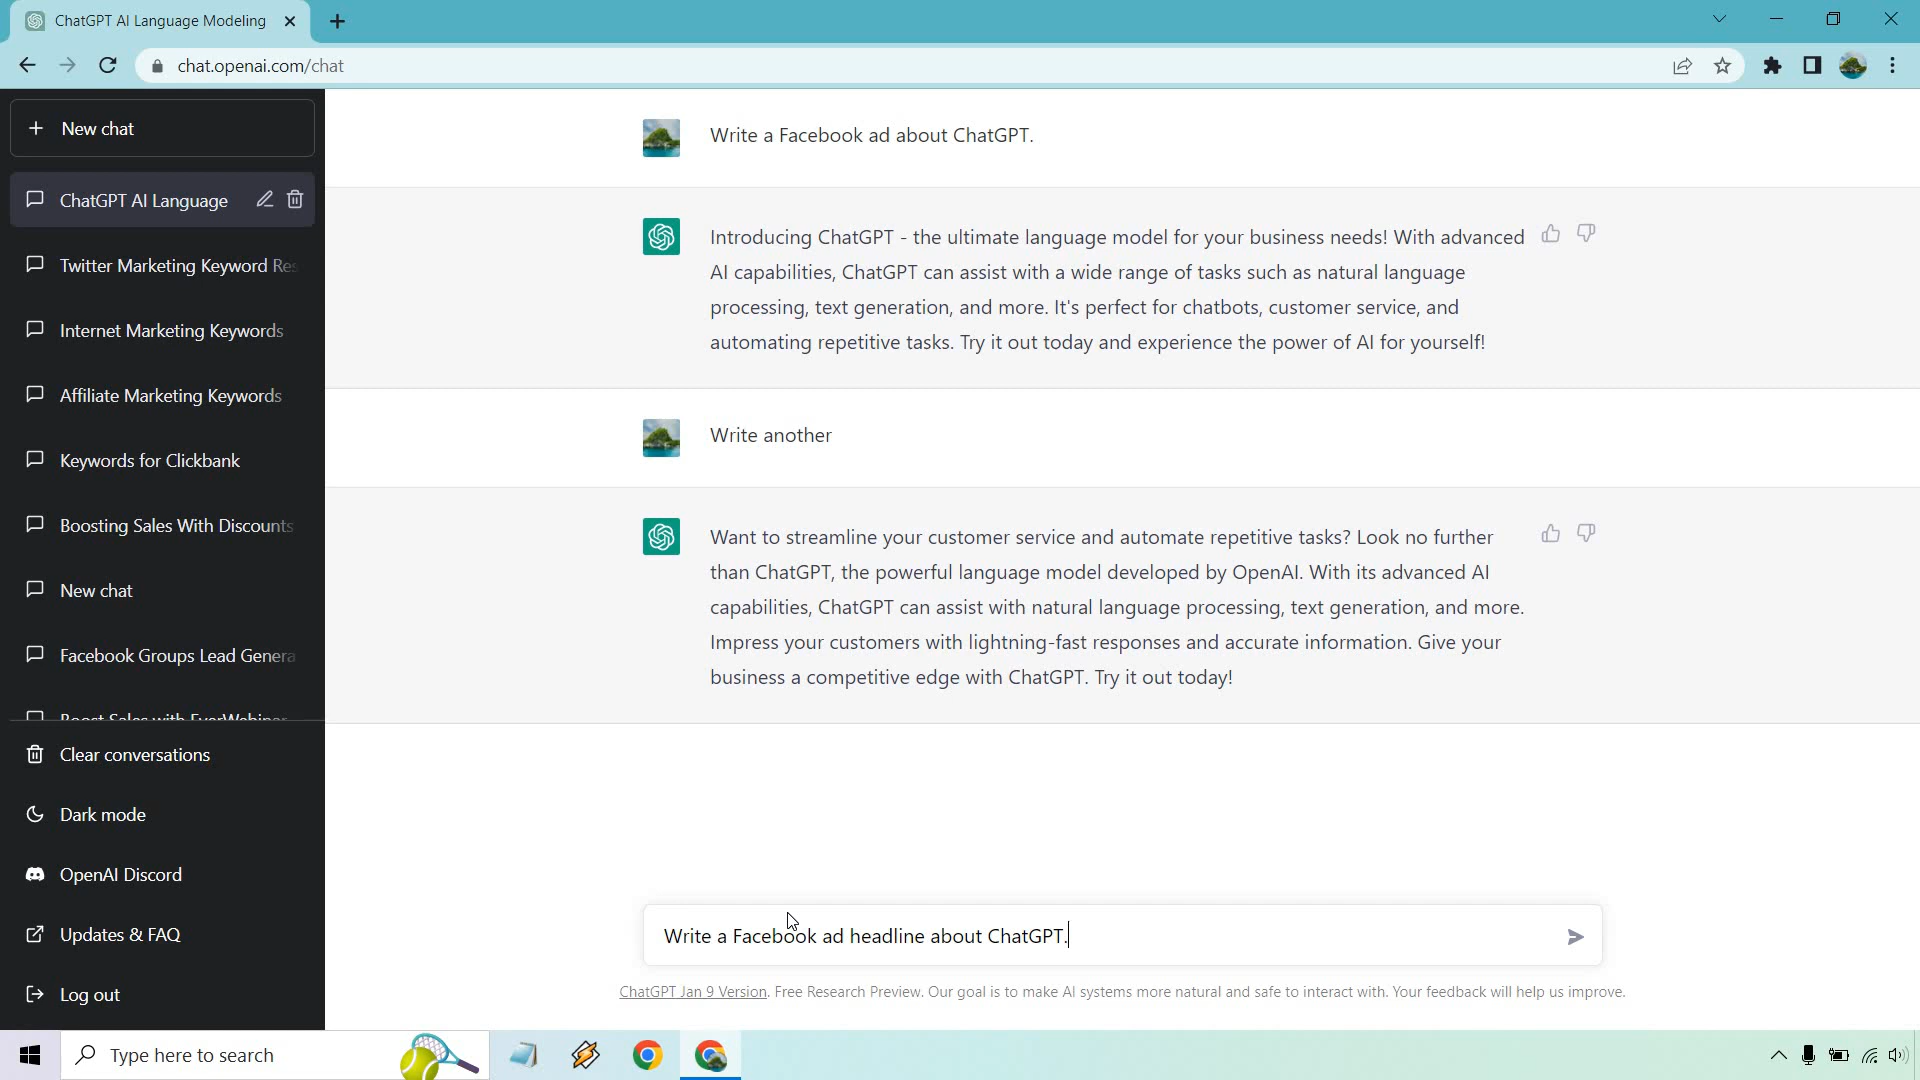 ChatGPT AI Language Modeling
chat.openai.com/chat
New chat
ChatGPT AI Language
Twitter Marketing Keyword Res
Internet Marketing Keywords
Affiliate Marketing Keywords
Keywords for Clickbank
Boosting Sales With Discounts
New chat
Facebook Groups Lead Genera
Boost Sales with EverWebinar
Clear conversations
Dark mode
OpenAI Discord
Updates & FAQ
Log out
Write a Facebook ad about ChatGPT.
Introducing ChatGPT - the ultimate language model for your business needs! With advanced
AI capabilities, ChatGPT can assist with a wide range of tasks such as natural language
processing, text generation, and more. It's perfect for chatbots, customer service, and
automating repetitive tasks. Try it out today and experience the power of AI for yourself!
Write another
Want to streamline your customer service and automate repetitive tasks? Look no further
than ChatGPT, the powerful language model developed by OpenAI. With its advanced AI
capabilities, ChatGPT can assist with natural language processing, text generation, and more.
Impress your customers with lightning-fast responses and accurate information. Give your
business a competitive edge with ChatGPT. Try it out today!
Write a Facebook ad headline about ChatGPT.
ChatGPT Jan 9 Version. Free Research Preview. Our goal is to make AI systems more natural and safe to interact with. Your feedback will help us improve.
Type here to search